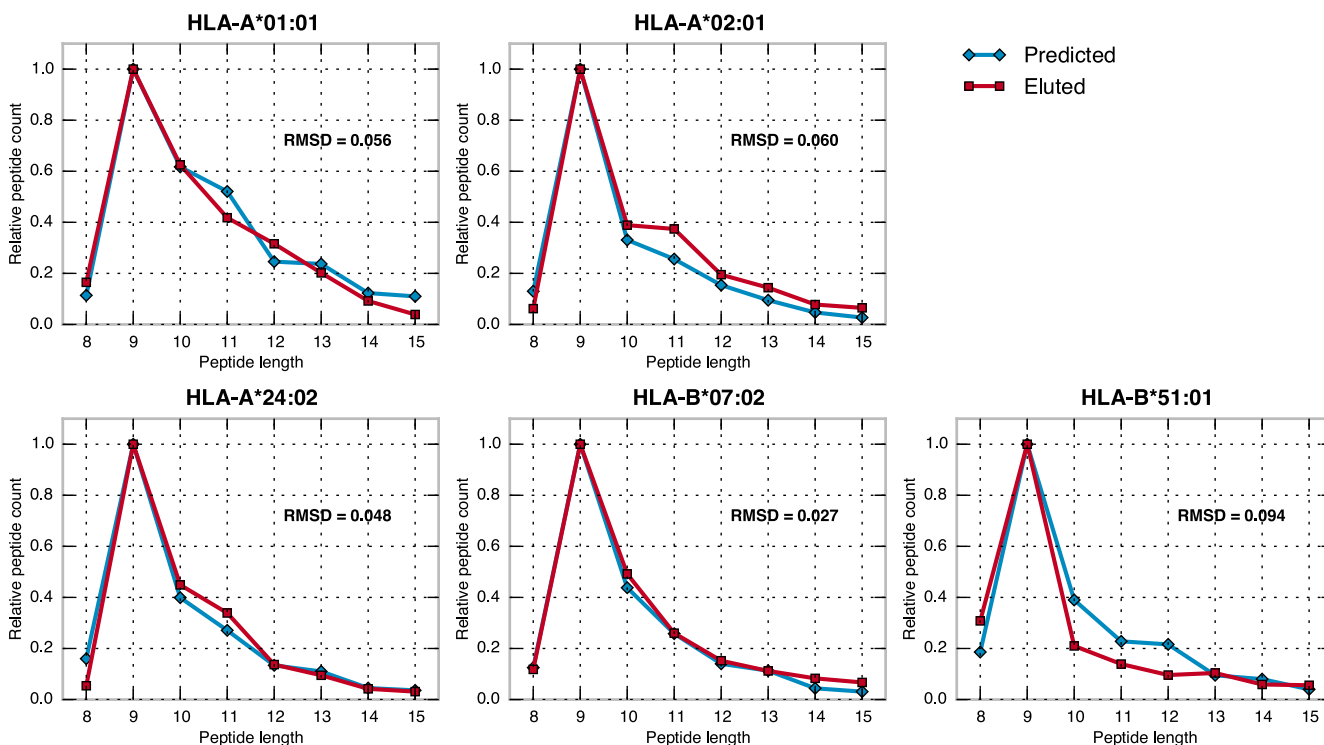 HLA-A*01:01
Relative peptide count
1.0
0.8
0.6
0.4
0.2
0.0
RMSD = 0.056
8 9 10 11 12 13 14 15
Peptide length
HLA-A*02:01
Relative peptide count
1.0
0.8
0.6
0.4
0.2
0.0
RMSD = 0.060
8 9 10 11 12 13 14 15
Peptide length
Predicted
Eluted
HLA-A*24:02
Relative peptide count
1.0
0.8
0.6
0.4
0.2
0.0
RMSD = 0.048
8 9 10 11 12 13 14 15
Peptide length
HLA-B*07:02
Relative peptide count
1.0
0.8
0.6
0.4
0.2
0.0
RMSD = 0.027
8 9 10 11 12 13 14 15
Peptide length
HLA-B*51:01
Relative peptide count
1.0
0.8
0.6
0.4
0.2
0.0
RMSD = 0.094
8 9 10 11 12 13 14 15
Peptide length